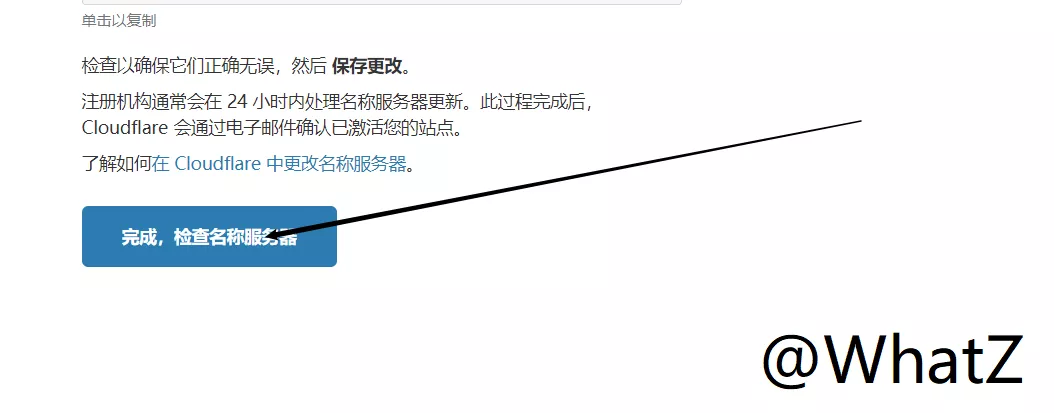 单击以复制
检查以确保它们正确无误，然后 保存更改。
注册机构通常会在 24 小时内处理名称服务器更新。此过程完成后，
Cloudflare 会通过电子邮件确认已激活您的站点。
了解如何在 Cloudflare 中更改名称服务器。
完成，检查名称服务器
@WhatZ